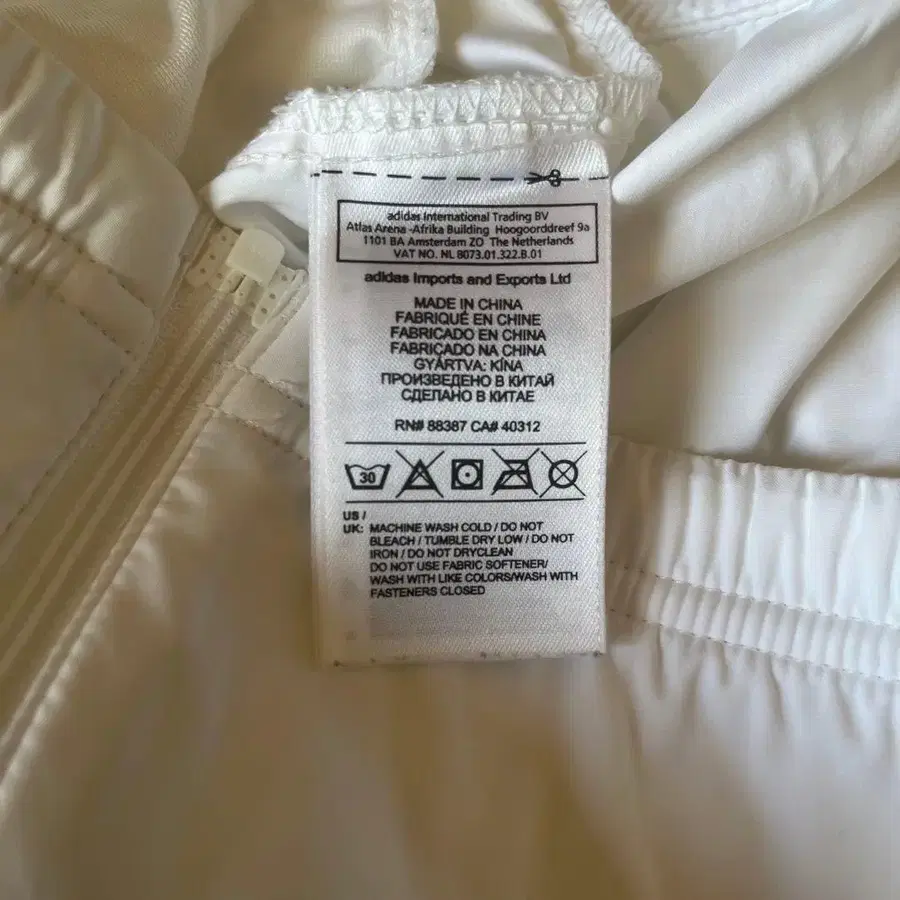 adidas International Trading BV
Atlas Arena -Afrika Building Hoogoorddreef 9a
1101 BA Amsterdam ZO The Netherlands
VAT NO. NL 8073.01.322.B.01
adidas Imports and Exports Ltd
MADE IN CHINA
FABRIQUÉ EN CHINE
FABRICADO EN CHINA
FABRICADO NA CHINA
GYÁRTVA: KÍNA
ПРОИЗВЕДЕНО В КИТАЙ
СДЕЛАНО В КИТАЕ
RN# 88387 CA# 40312
30
US /
UK: MACHINE WASH COLD / DO NOT
BLEACH / TUMBLE DRY LOW / DO NOT
IRON / DO NOT DRYCLEAN
DO NOT USE FABRIC SOFTENER/
WASH WITH LIKE COLORS/WASH WITH
FASTENERS CLOSED